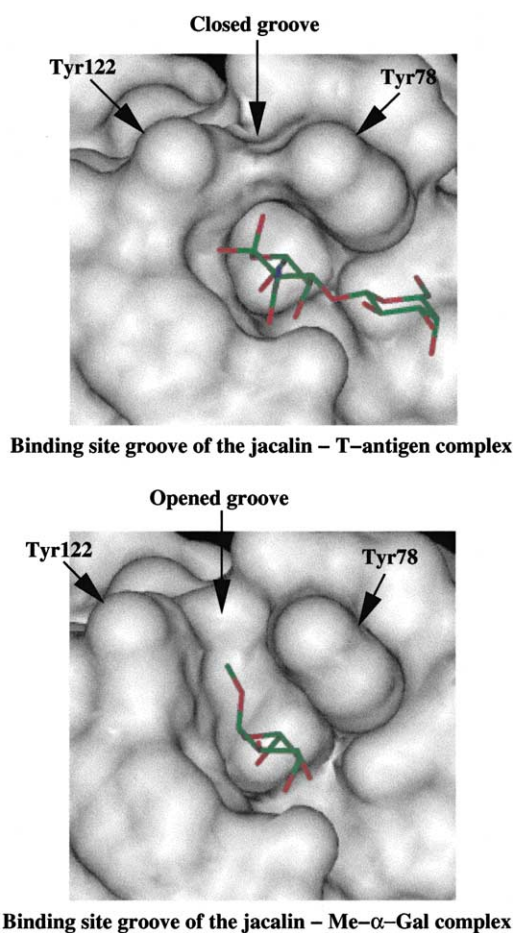 Closed groove
Tyr122
Tyr78
Binding site groove of the jacalin – T–antigen complex
Opened groove
Tyr122
Tyr78
Binding site groove of the jacalin – Me–α–Gal complex